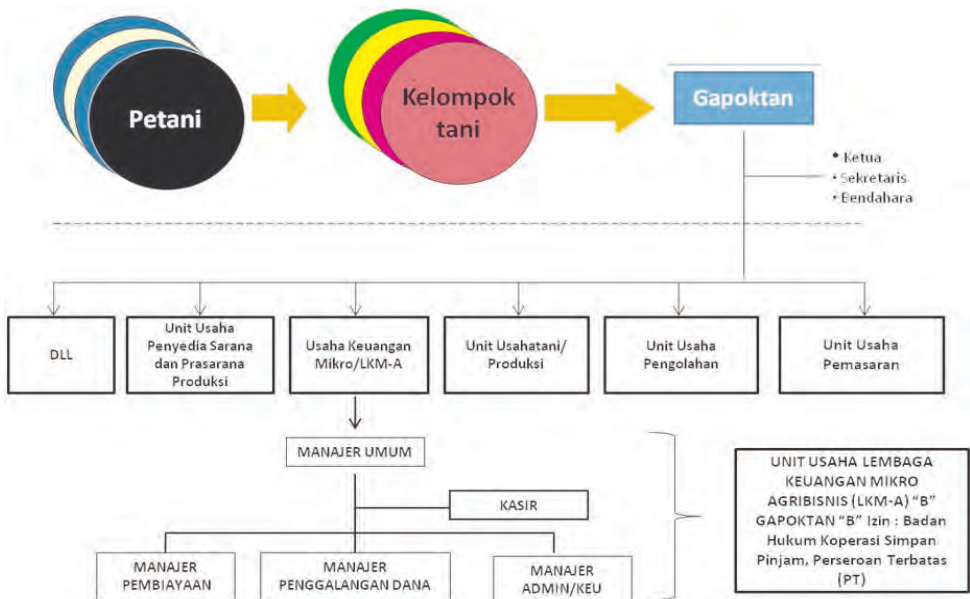 Petani
Kelompok
tani
Gapoktan
• Ketua
• Sekretaris
• Bendahara
DLL
Unit Usaha
Penyedia Sarana
dan Prasarana
Produksi
Usaha Keuangan
Mikro/LKM-A
Unit Usahatani/
Produksi
Unit Usaha
Pengolahan
Unit Usaha
Pemasaran
MANAJER UMUM
KASIR
MANAJER
PEMBIAYAAN
MANAJER
PENGGALANGAN DANA
MANAJER
ADMIN/KEU
UNIT USAHA LEMBAGA
KEUANGAN MIKRO
AGRIBISNIS (LKM-A) “B”
GAPOKTAN “B” Izin : Badan
Hukum Koperasi Simpan
Pinjam, Perseroan Terbatas
(PT)